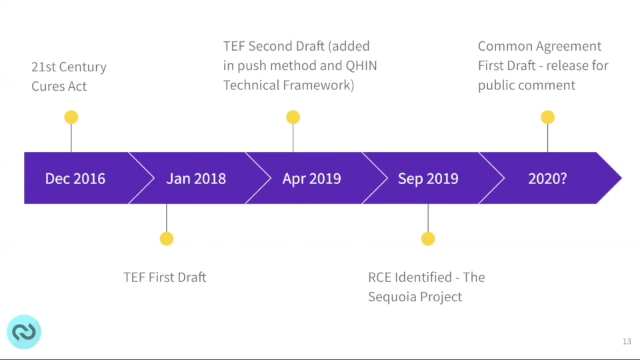 21st Century
Cures Act
TEF Second Draft (added
in push method and QHIN
Technical Framework)
Common Agreement
First Draft - release for
public comment
Dec 2016
Jan 2018
Apr 2019
Sep 2019
2020?
TEF First Draft
RCE Identified - The
Sequoia Project
13